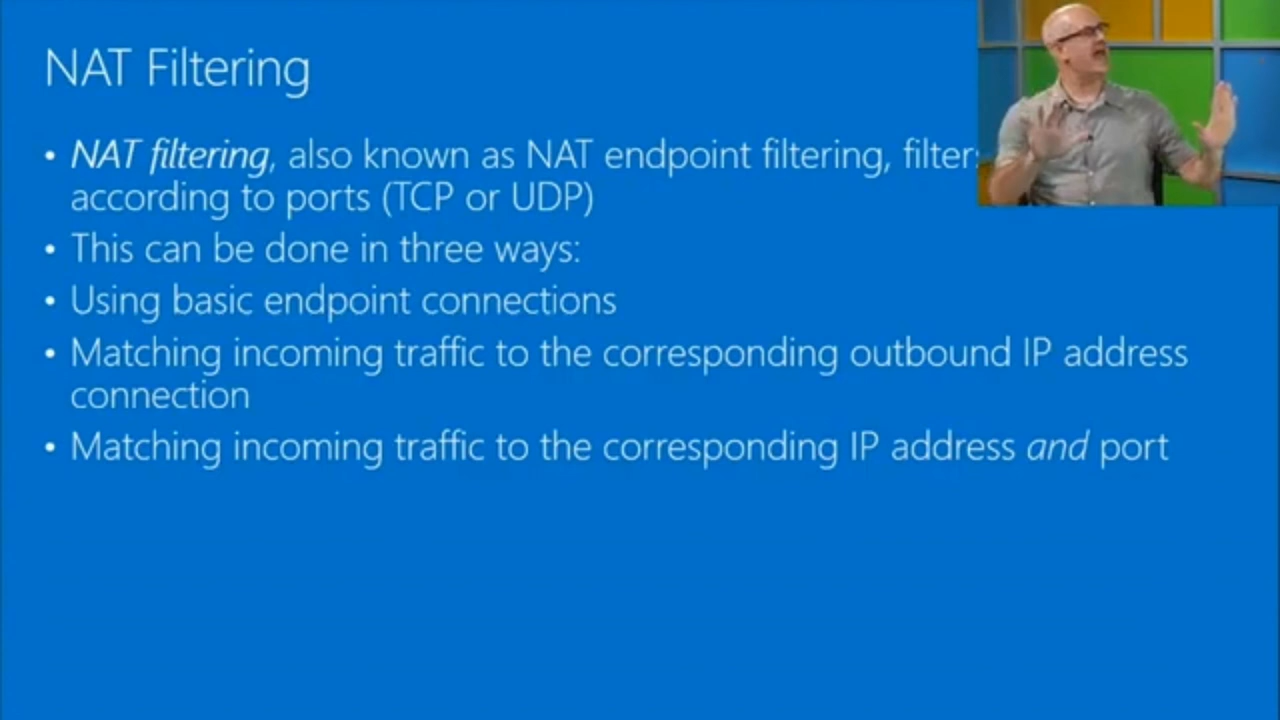 NAT Filtering
• NAT filtering, also known as NAT endpoint filtering,
according to ports (TCP or UDP)
• This can be done in three ways:
• Using basic endpoint connections
• Matching incoming traffic to the corresponding outbound IP address
connection
• Matching incoming traffic to the corresponding IP address and port